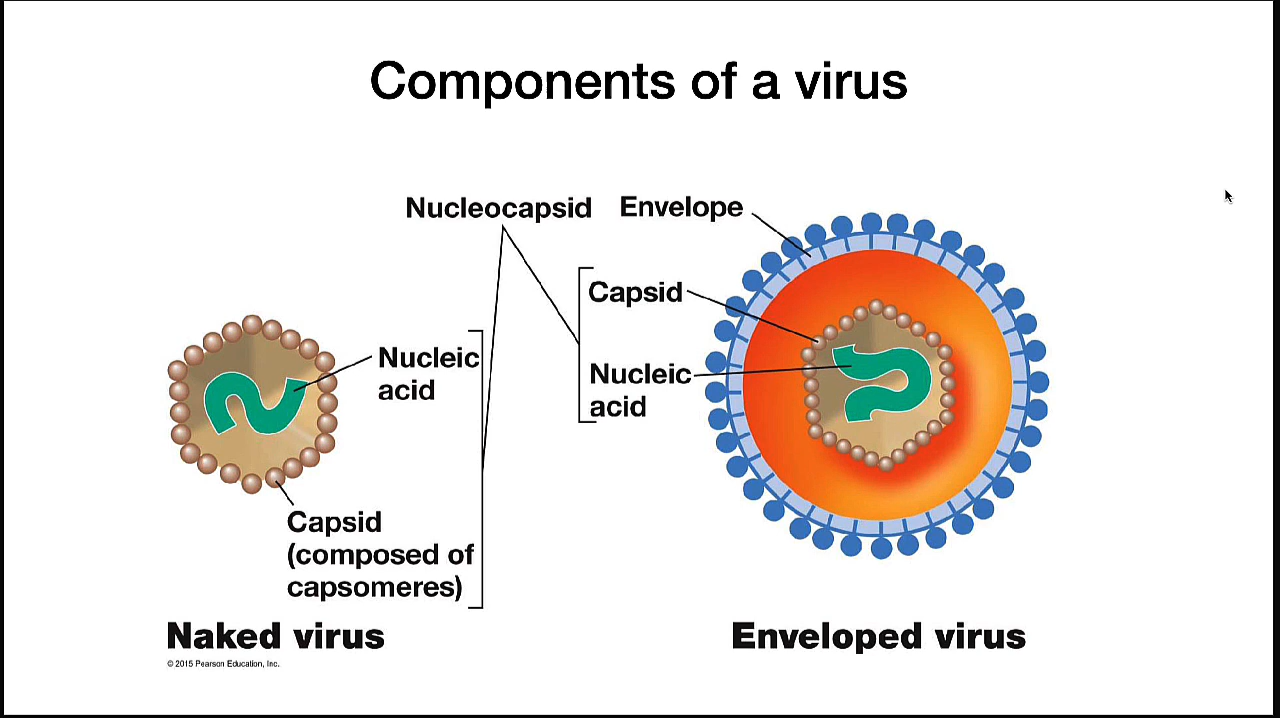 Components of a virus
Nucleocapsid
Envelope
Capsid
Nucleic
acid
Nucleic
acid
Capsid
(composed of
capsomeres)
Naked virus
Enveloped virus
© 2015 Pearson Education, Inc.